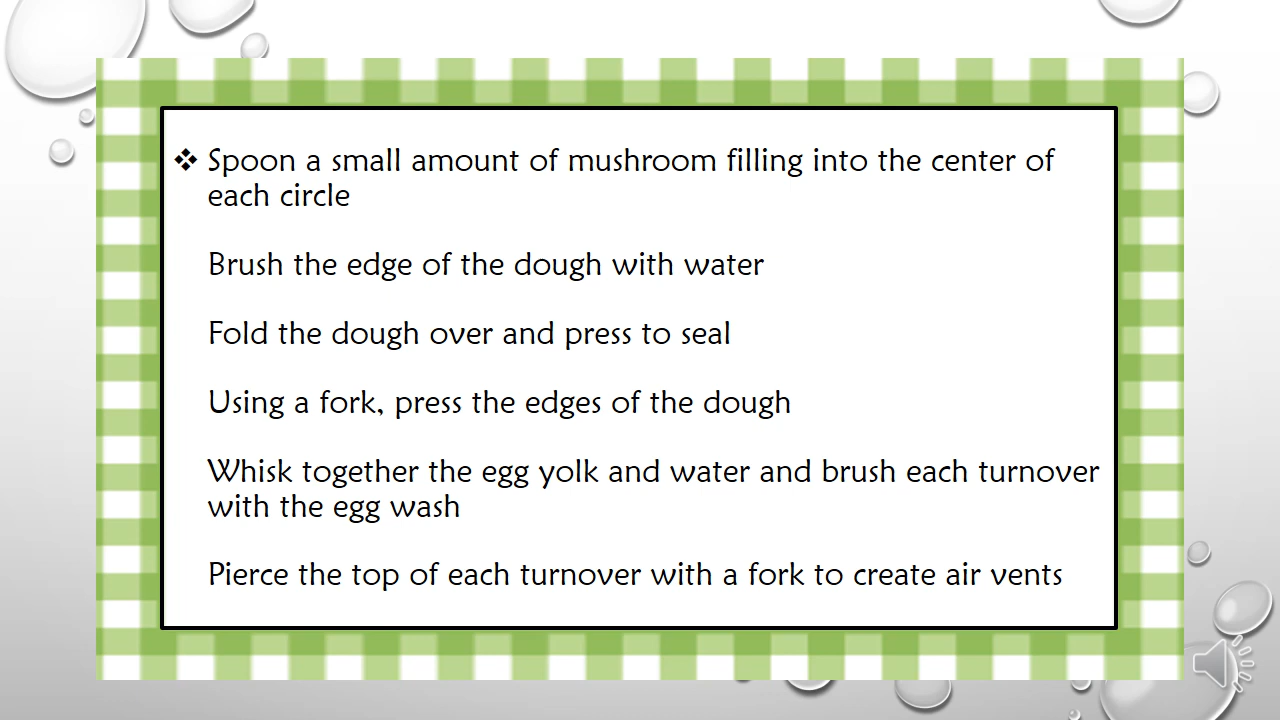 ❖ Spoon a small amount of mushroom filling into the center of
each circle
Brush the edge of the dough with water
Fold the dough over and press to seal
Using a fork, press the edges of the dough
Whisk together the egg yolk and water and brush each turnover
with the egg wash
Pierce the top of each turnover with a fork to create air vents